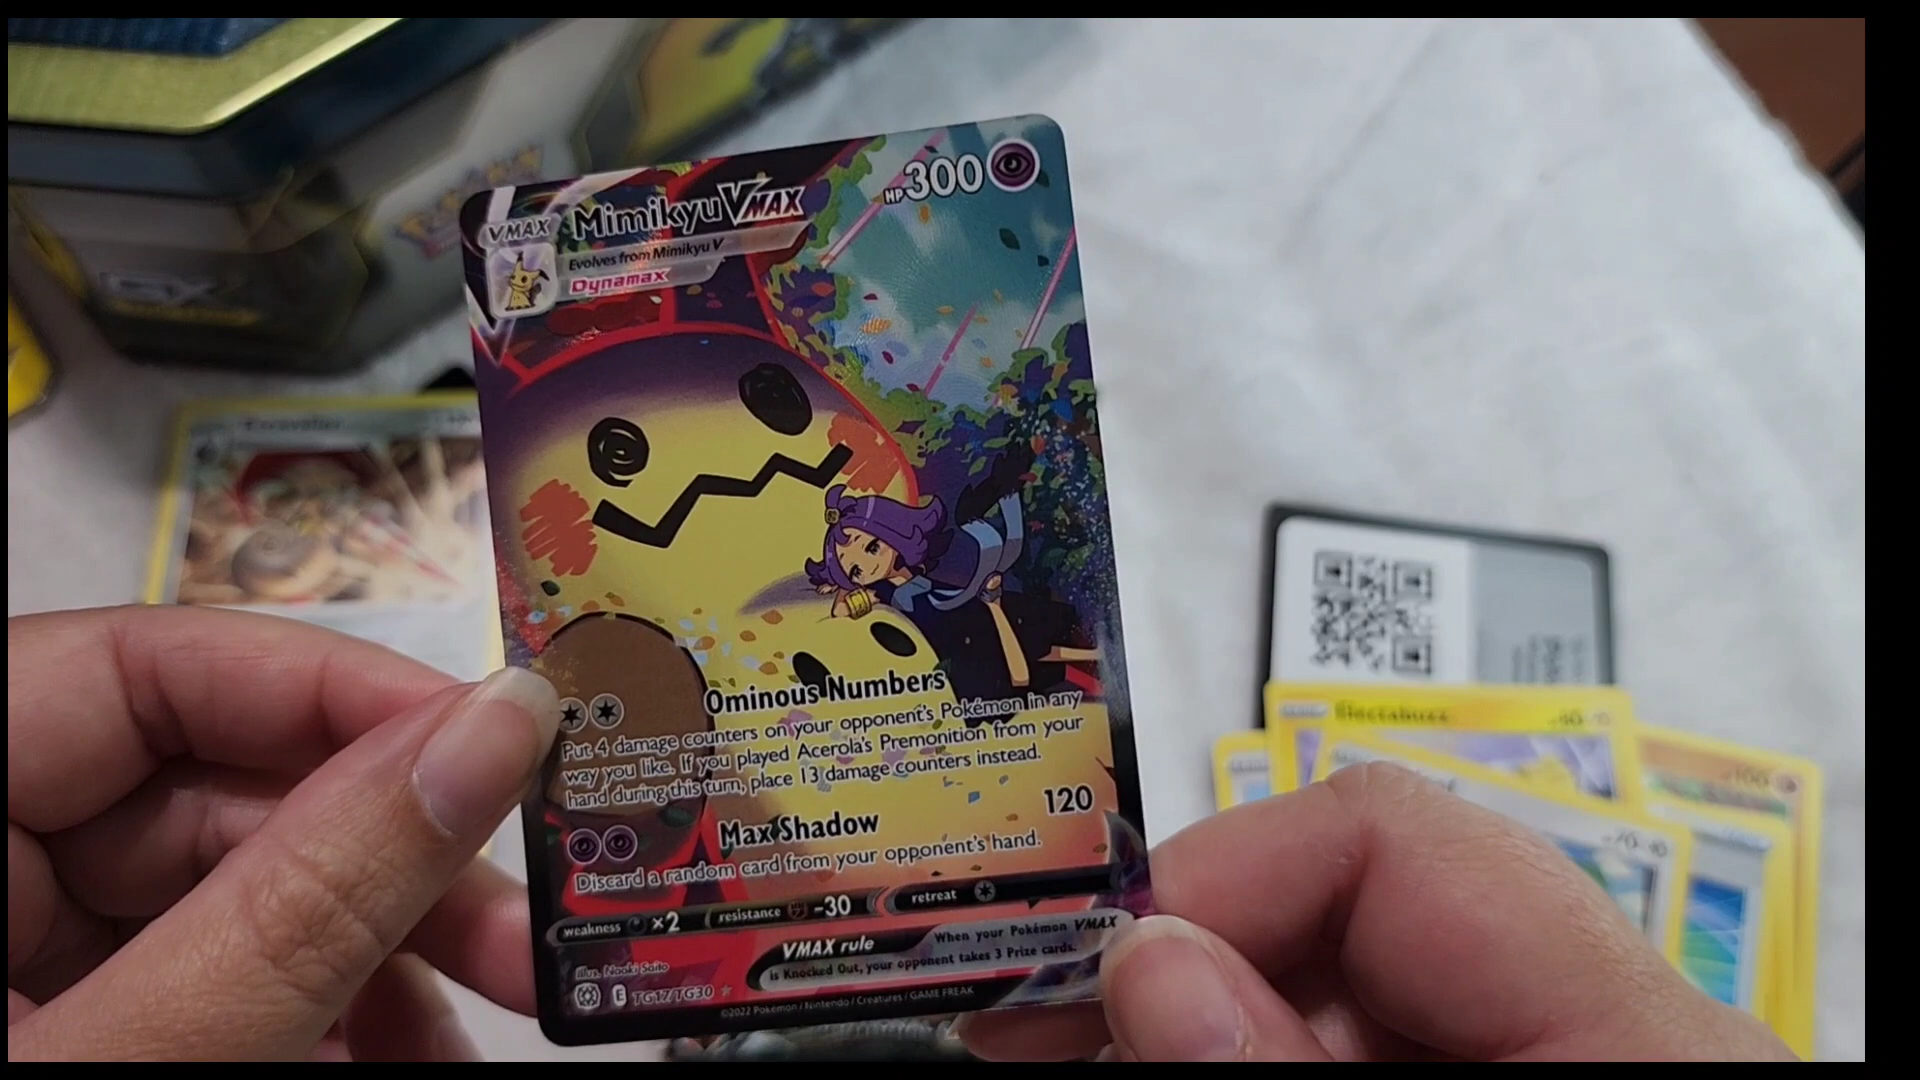 Pokémon
VMAX
Mimikyu VMAX
HP 300
Evolves from Mimikyu V
Dynamax
Ominous Numbers
Put 4 damage counters on your opponent's Pokémon in any
way you like. If you played Acerola's Premonition from your
hand during this turn, place 13 damage counters instead.
Max Shadow 120
Discard a random card from your opponent's hand.
weakness ×2 resistance -30 retreat
VMAX rule When your Pokémon VMAX
is Knocked Out, your opponent takes 3 Prize cards.
Illus. Naoki Saito
E TG17/TG30
©2022 Pokémon / Nintendo / Creatures / GAME FREAK
Escavalier
Electabuzz
100